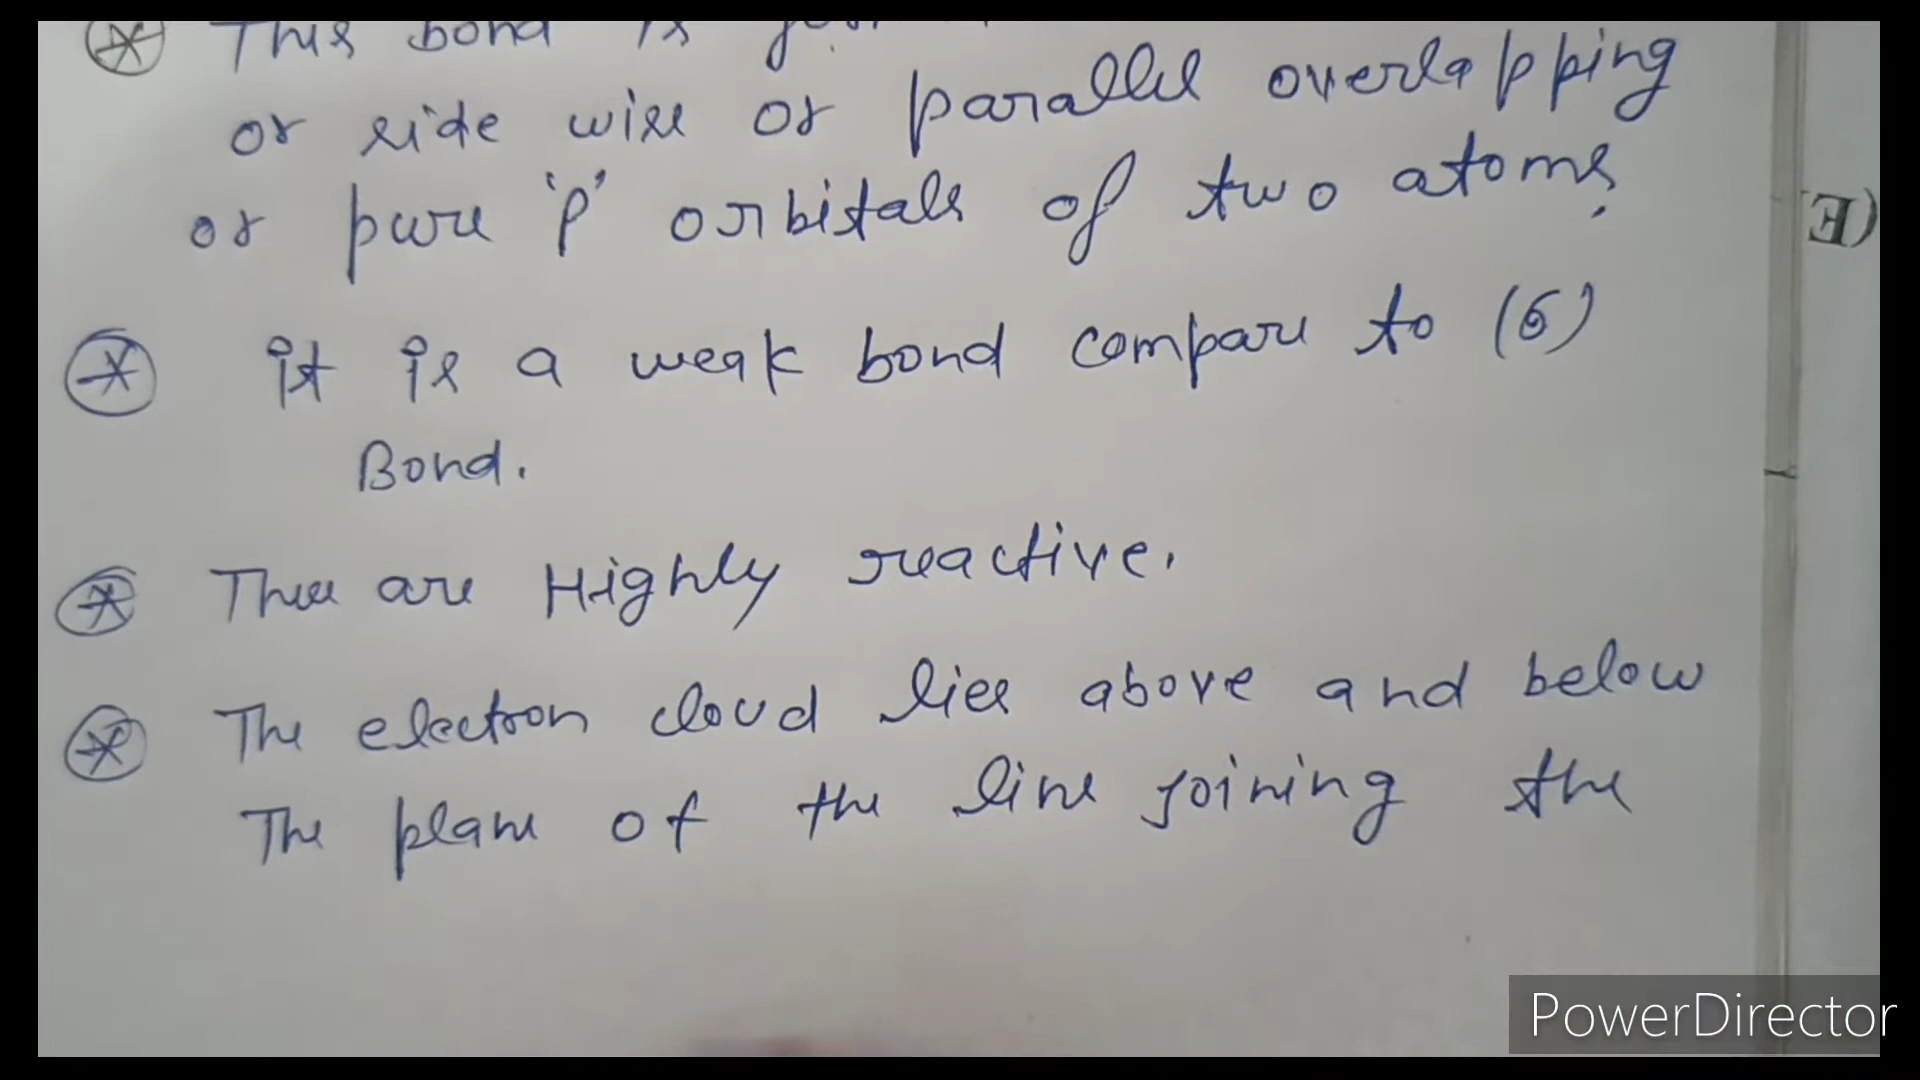 This bond is
or side wise or parallel overlapping
or pure 'p' orbitals of two atoms.
it is a weak bond compare to (σ)
Bond.
These are Highly reactive.
The electron cloud lies above and below
The plane of the line joining the
(E)
PowerDirector